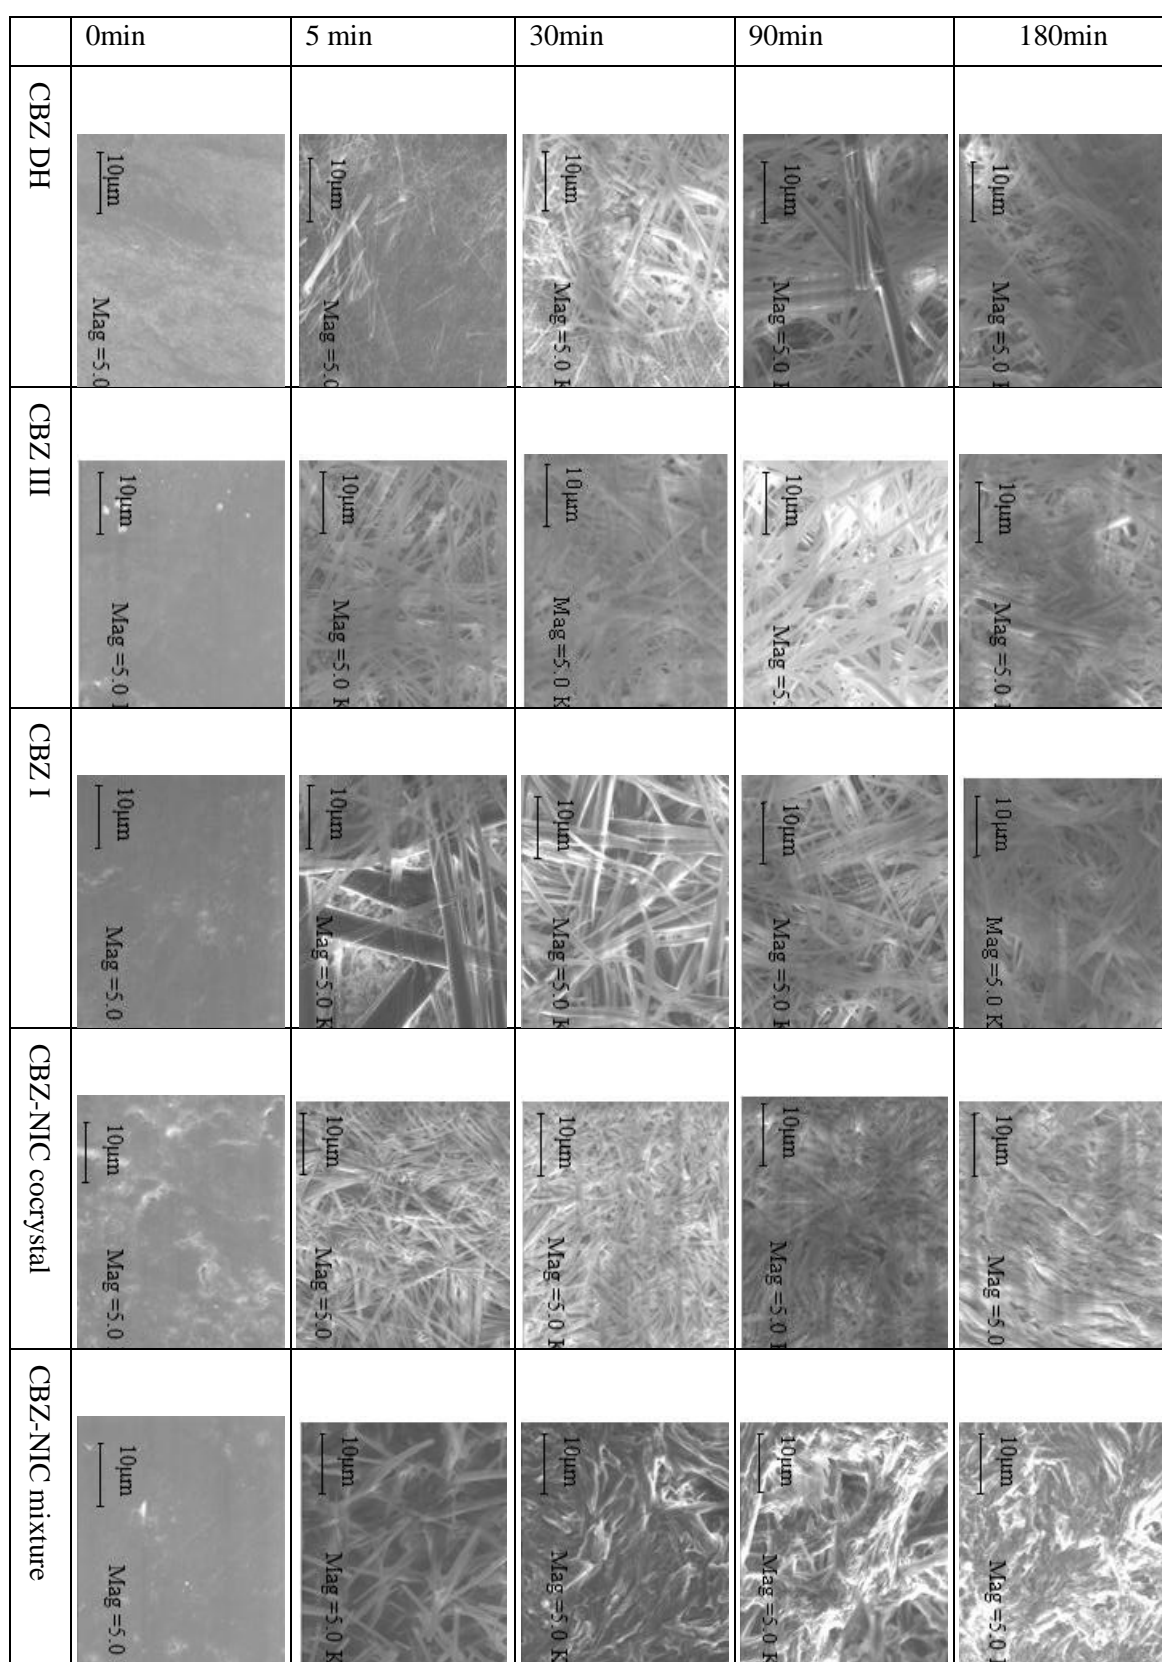 0min 5 min 30min 90min 180min
CBZ DH
10µm 10µm 10µm 10µm 10µm
Mag =5.0 Mag =5.0 Mag =5.0 K Mag =5.0 Mag =5.0
CBZ III
10µm 10µm 10µm 10µm 10µm
Mag =5.0 Mag =5.0 K Mag =5.0 K Mag =5. Mag =5.0
CBZ I
10µm 10µm 10µm 10µm 10µm
Mag =5.0 Mag =5.0 K Mag =5.0 K Mag =5.0 K Mag=5.0 K
CBZ-NIC cocrystal
10µm 10µm 10µm 10µm 10µm
Mag =5.0 Mag =5.0 Mag =5.0 K Mag =5.0 Mag =5.0
CBZ-NIC mixture
10µm 10µm 10µm 10µm 10µm
Mag =5.0 Mag =5.0 K Mag =5.0 K Mag =5.0 K Mag =5.0